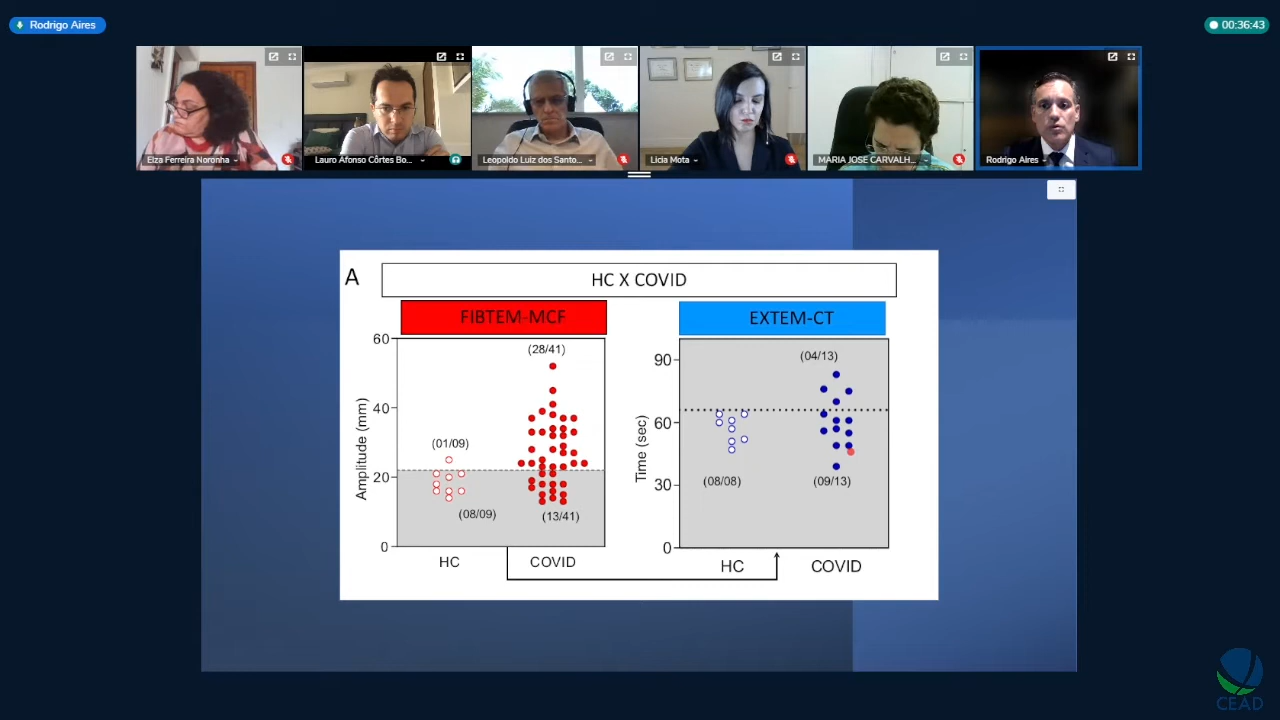 Rodrigo Aires
00:36:43
Elza Ferreira Noronha
Lauro Afonso Côrtes Bo...
Leopoldo Luiz dos Santo...
Licia Mota
MARIA JOSE CARVALH...
Rodrigo Aires
A
HC X COVID
FIBTEM-MCF
EXTEM-CT
60
40
20
0
Amplitude (mm)
(28/41)
(01/09)
(08/09)
(13/41)
HC
COVID
90
60
30
0
Time (sec)
(04/13)
(08/08)
(09/13)
HC
COVID
CEAD